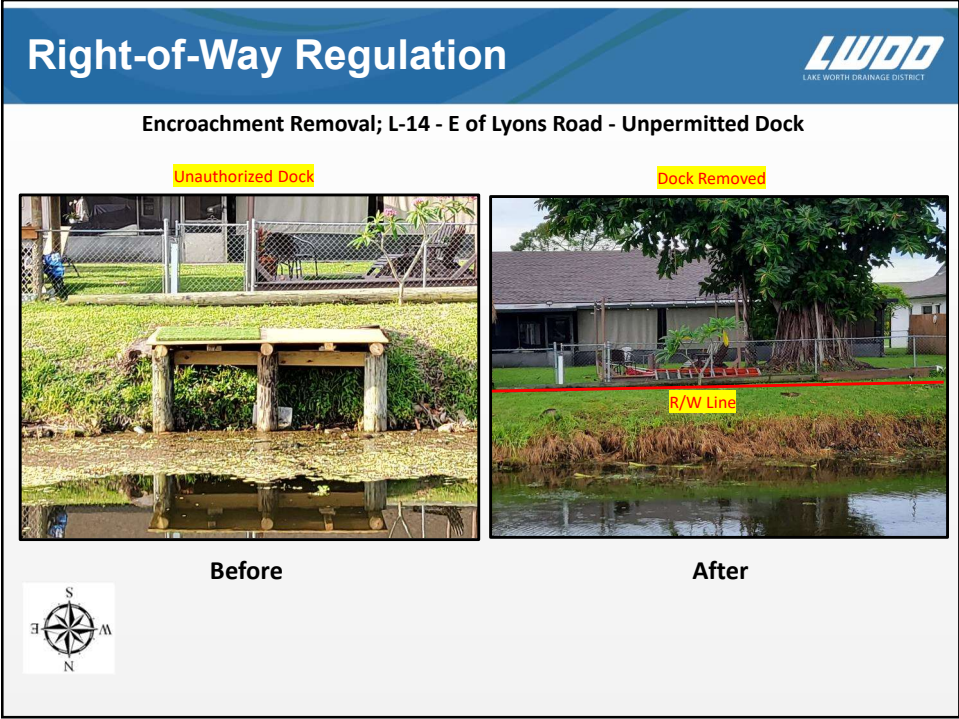 Right-of-Way Regulation
LWDD
LAKE WORTH DRAINAGE DISTRICT
Encroachment Removal; L-14 - E of Lyons Road - Unpermitted Dock
Unauthorized Dock
Dock Removed
R/W Line
Before
After
S
E
W
N